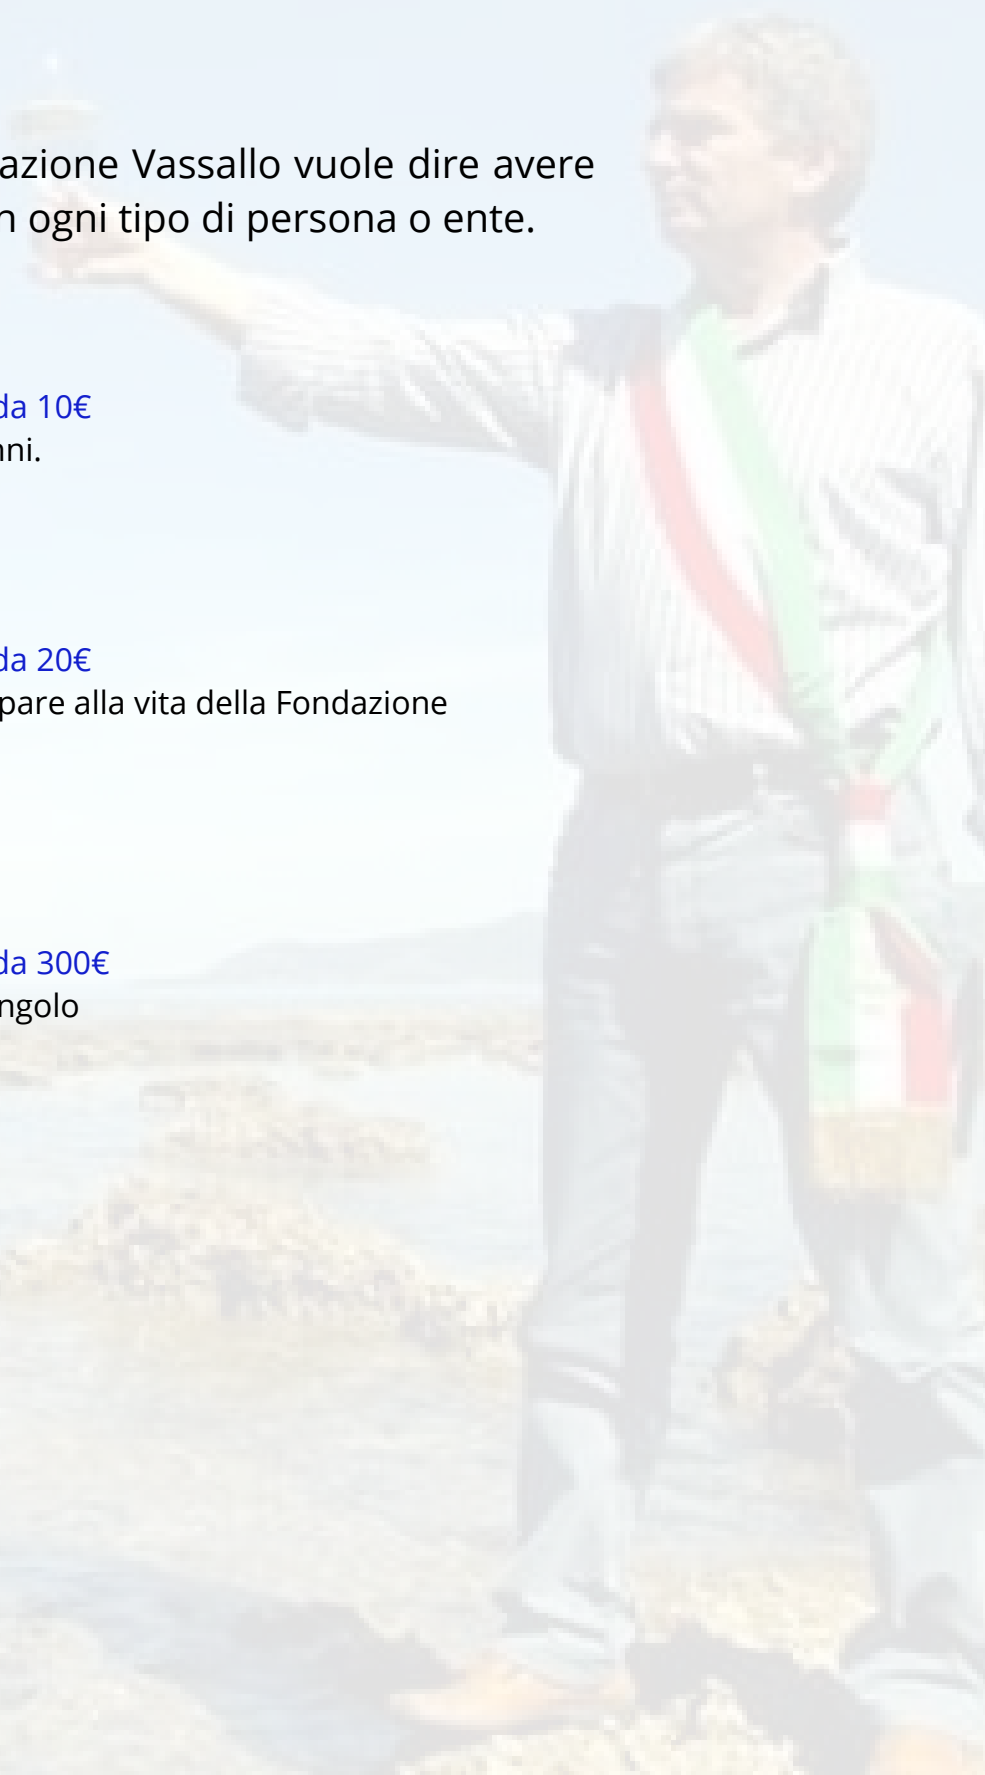 azione Vassallo vuole dire avere
n ogni tipo di persona o ente.
da 10€
nni.
da 20€
pare alla vita della Fondazione
da 300€
ngolo